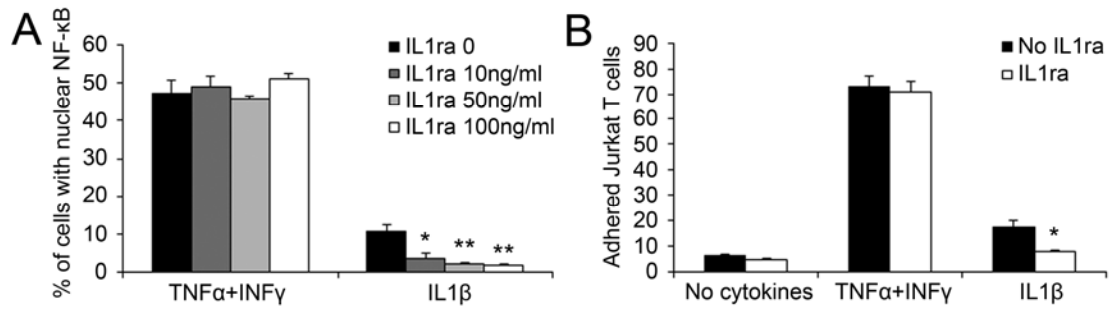 A
% of cells with nuclear NF-κB
60
50
40
30
20
10
0
IL1ra 0
IL1ra 10ng/ml
IL1ra 50ng/ml
IL1ra 100ng/ml
*
**
**
TNFα+INFγ
IL1β
B
Adhered Jurkat T cells
90
80
70
60
50
40
30
20
10
0
No IL1ra
IL1ra
*
No cytokines
TNFα+INFγ
IL1β